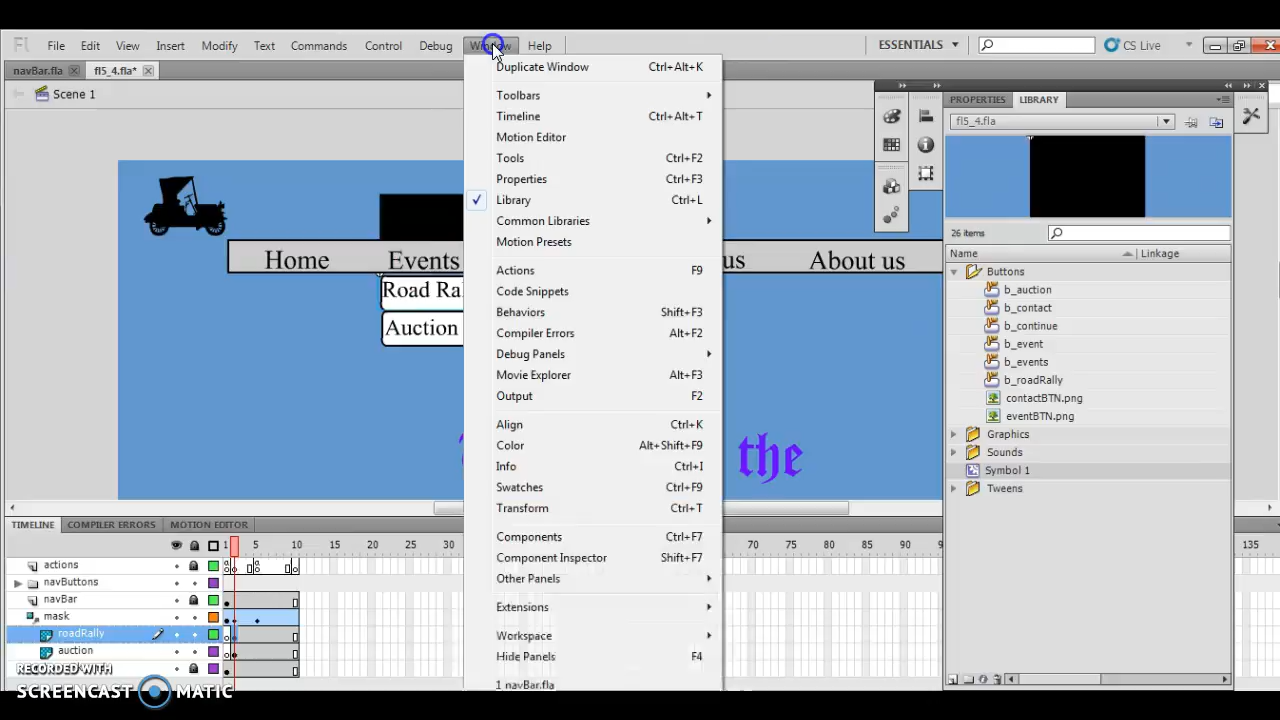 Fl File Edit View Insert Modify Text Commands Control Debug Window Help ESSENTIALS CS Live
navBar.fla fl5_4.fla*
Scene 1
Duplicate Window Ctrl+Alt+K
Toolbars
Timeline Ctrl+Alt+T
Motion Editor
Tools Ctrl+F2
Properties Ctrl+F3
Library Ctrl+L
Common Libraries
Motion Presets
Actions F9
Code Snippets
Behaviors Shift+F3
Compiler Errors Alt+F2
Debug Panels
Movie Explorer Alt+F3
Output F2
Align Ctrl+K
Color Alt+Shift+F9
Info Ctrl+I
Swatches Ctrl+F9
Transform Ctrl+T
Components Ctrl+F7
Component Inspector Shift+F7
Other Panels
Extensions
Workspace
Hide Panels F4
1 navBar.fla
Home Events us About us
Road Ral
Auction
the
PROPERTIES LIBRARY
fl5_4.fla
26 items
Name Linkage
Buttons
b_auction
b_contact
b_continue
b_event
b_events
b_roadRally
contactBTN.png
eventBTN.png
Graphics
Sounds
Symbol 1
Tweens
TIMELINE COMPILER ERRORS MOTION EDITOR
1 5 10 15 20 25 30 70 75 80 85 90 95 135
actions
navButtons
navBar
mask
roadRally
auction
RECORDED WITH
SCREENCAST MATIC